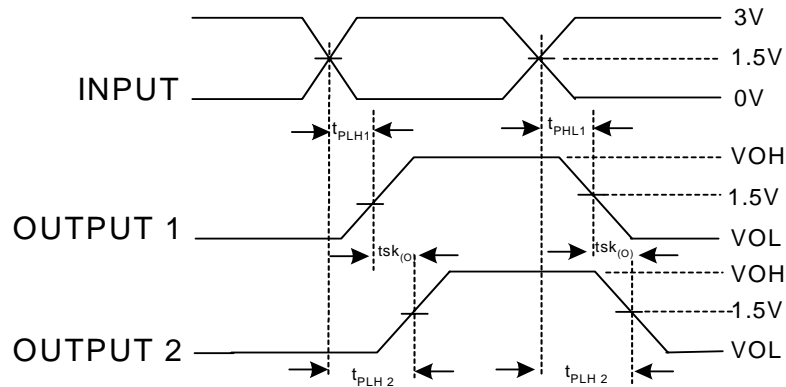 3V
1.5V
INPUT
0V
tPLH1
tPHL1
VOH
1.5V
OUTPUT 1
VOL
tsk(O)
tsk(O)
VOH
1.5V
OUTPUT 2
VOL
tPLH 2
tPLH 2